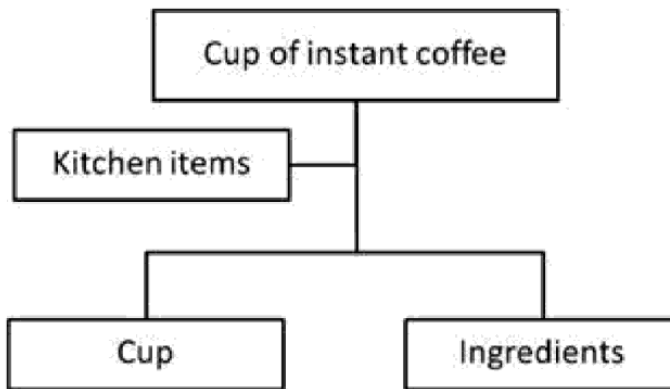 Cup of instant coffee
Kitchen items
Cup
Ingredients